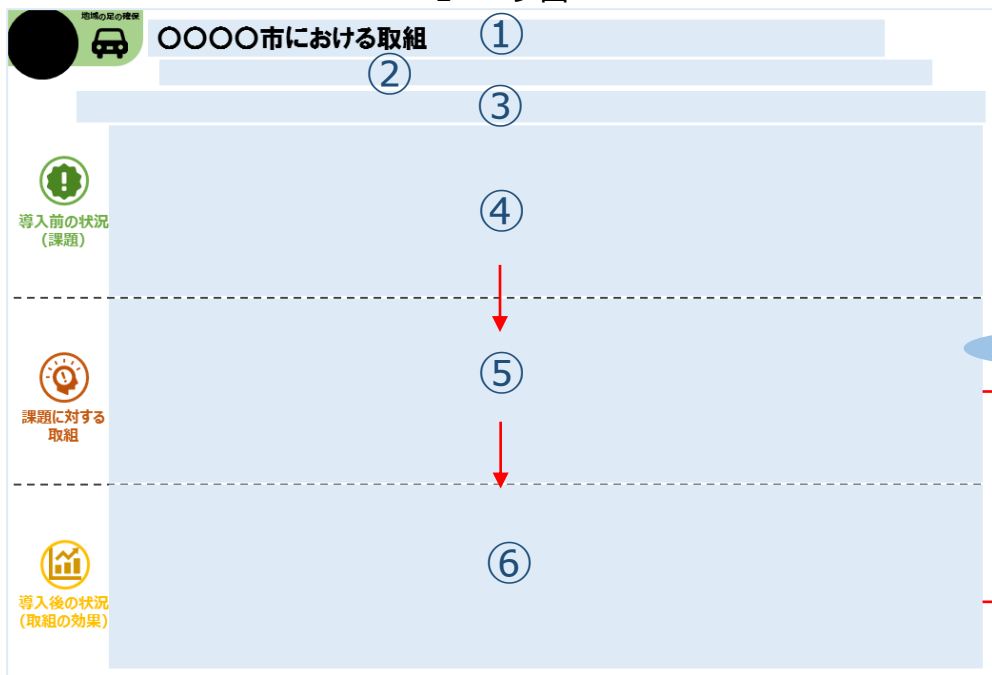 地域の足の確保
〇〇〇〇市における取組
①
②
③
導入前の状況
(課題)
④
課題に対する
取組
⑤
導入後の状況
(取組の効果)
⑥